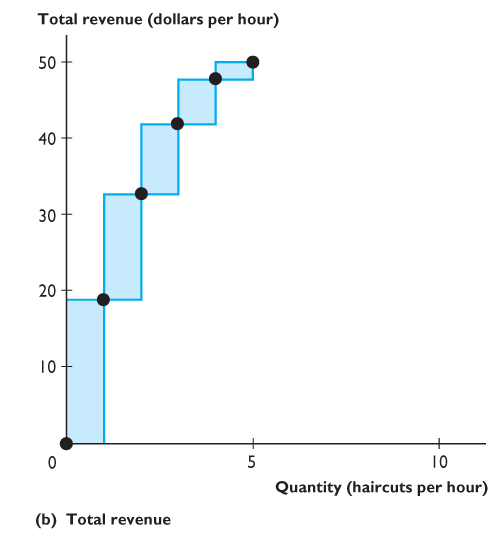 Total revenue (dollars per hour)
50
40
30
20
10
0
5
10
Quantity (haircuts per hour)
(b) Total revenue